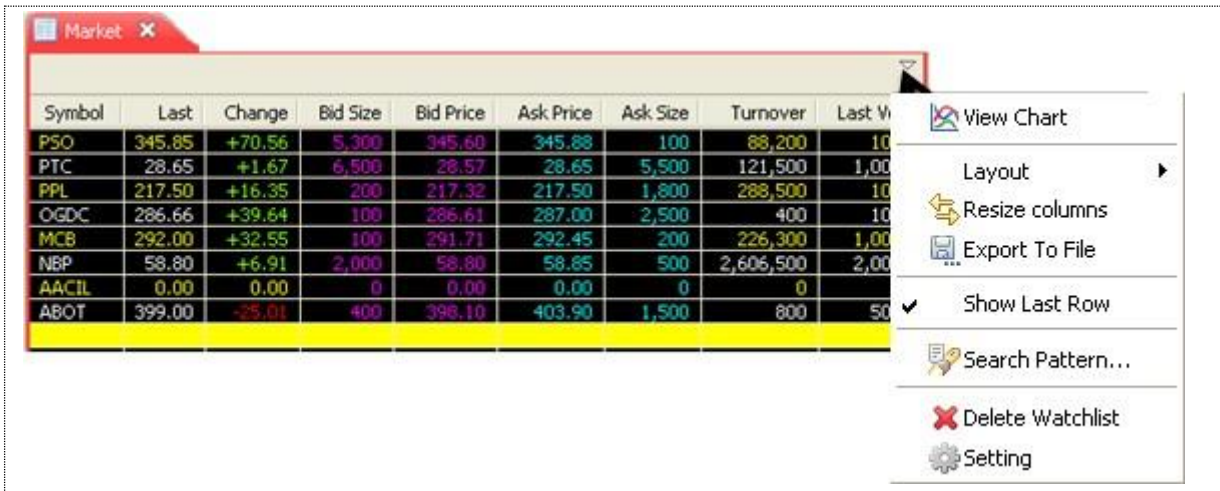 Market
Symbol Last Change Bid Size Bid Price Ask Price Ask Size Turnover Last V
PSO 345.85 +70.56 5,300 345.60 345.88 100 88,200 10
PTC 28.65 +1.67 6,500 28.57 28.65 5,500 121,500 1,00
PPL 217.50 +16.35 200 217.32 217.50 1,800 288,500 10
OGDC 286.66 +39.64 100 286.61 287.00 2,500 400 10
MCB 292.00 +32.55 100 291.71 292.45 200 226,300 1,00
NBP 58.80 +6.91 2,000 58.80 58.85 500 2,606,500 2,00
AACIL 0.00 0.00 0 0.00 0.00 0 0
ABOT 399.00 -25.01 400 398.10 403.90 1,500 800 50
View Chart
Layout
Resize columns
Export To File
Show Last Row
Search Pattern...
Delete Watchlist
Setting